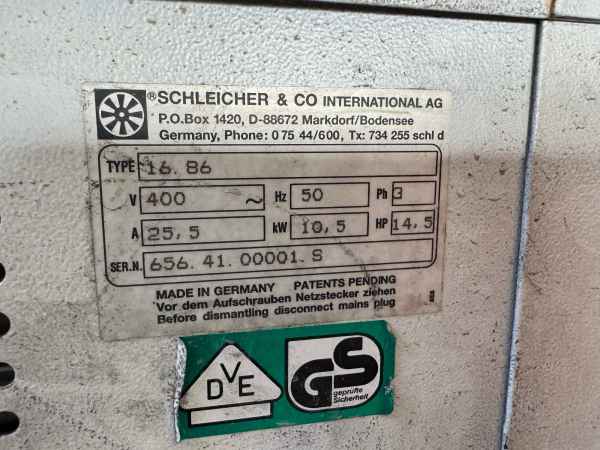 ®SCHLEICHER & CO INTERNATIONAL AG
P.O.Box 1420, D-88672 Markdorf/Bodensee
Germany, Phone: 0 75 44/600, Tx: 734 255 schl d
TYPE 16.86
V 400 ~ Hz 50 Ph 3
A 25,5 kW 10,5 HP 14,5
SER.N. 656.41.00001.S
MADE IN GERMANY PATENTS PENDING
Vor dem Aufschrauben Netzstecker ziehen
Before dismantling disconnect mains plug
DVE
GS
geprüfte
Sicherheit